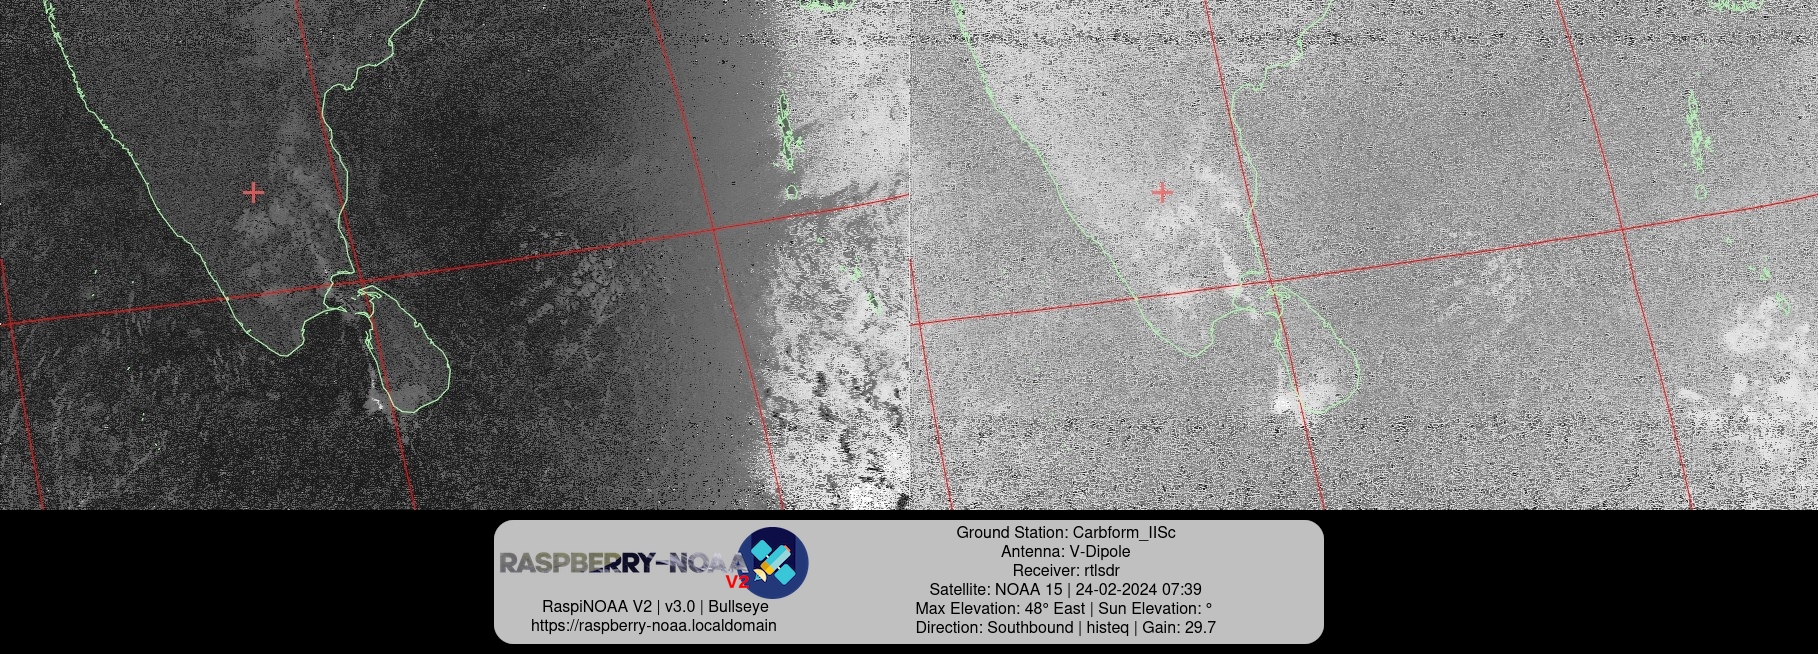 RASPBERRY-NOAA
V2
RaspiNOAA V2 | v3.0 | Bullseye
https://raspberry-noaa.localdomain
Ground Station: Carbform_IISc
Antenna: V-Dipole
Receiver: rtlsdr
Satellite: NOAA 15 | 24-02-2024 07:39
Max Elevation: 48° East | Sun Elevation: °
Direction: Southbound | histeq | Gain: 29.7